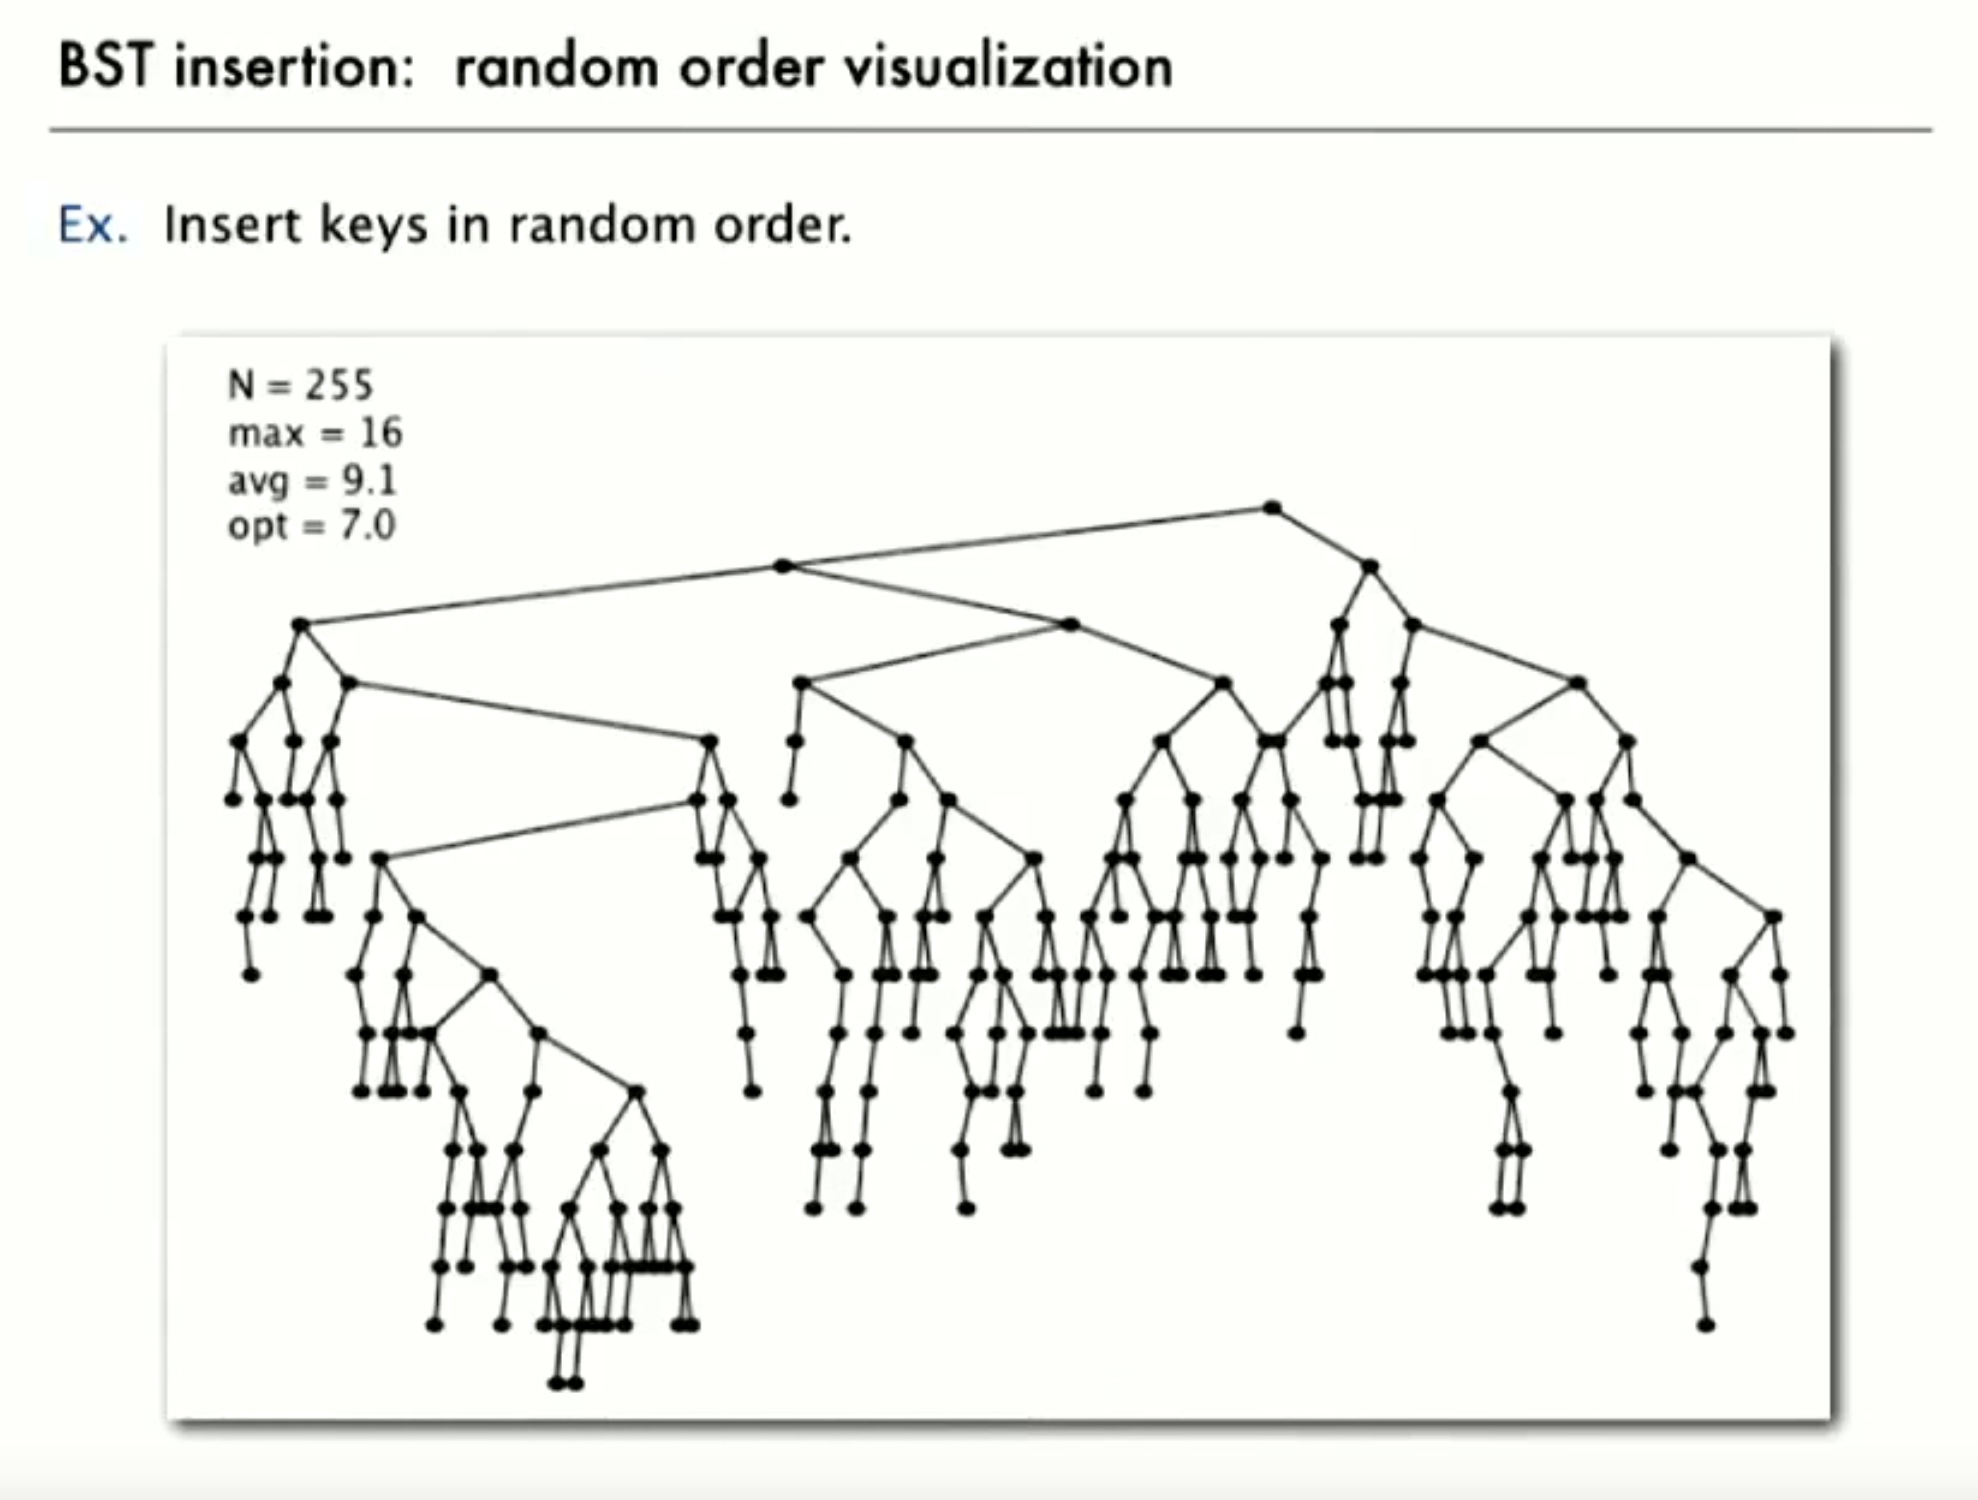 BST insertion: random order visualization
Ex. Insert keys in random order.
N = 255
max = 16
avg = 9.1
opt = 7.0